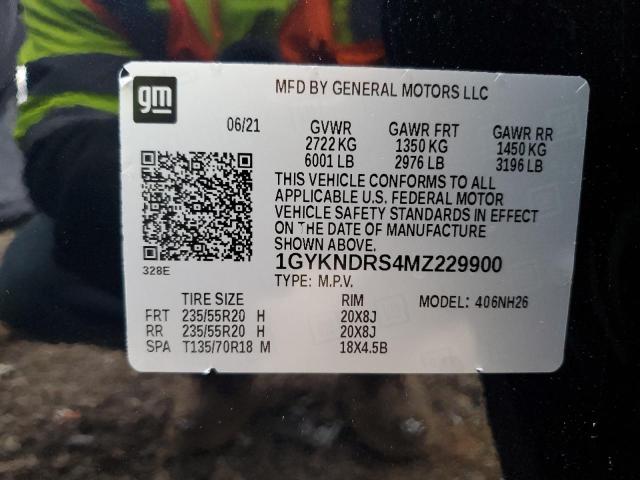 gm
MFD BY GENERAL MOTORS LLC
06/21 GVWR GAWR FRT GAWR RR
2722 KG 1350 KG 1450 KG
6001 LB 2976 LB 3196 LB
THIS VEHICLE CONFORMS TO ALL
APPLICABLE U.S. FEDERAL MOTOR
VEHICLE SAFETY STANDARDS IN EFFECT
ON THE DATE OF MANUFACTURE
SHOWN ABOVE.
328E
1GYKNDRS4MZ229900
TYPE: M.P.V.
TIRE SIZE RIM MODEL: 406NH26
FRT 235/55R20 H 20X8J
RR 235/55R20 H 20X8J
SPA T135/70R18 M 18X4.5B